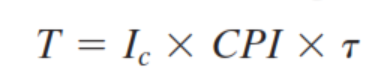 T = I_c × CPI × τ